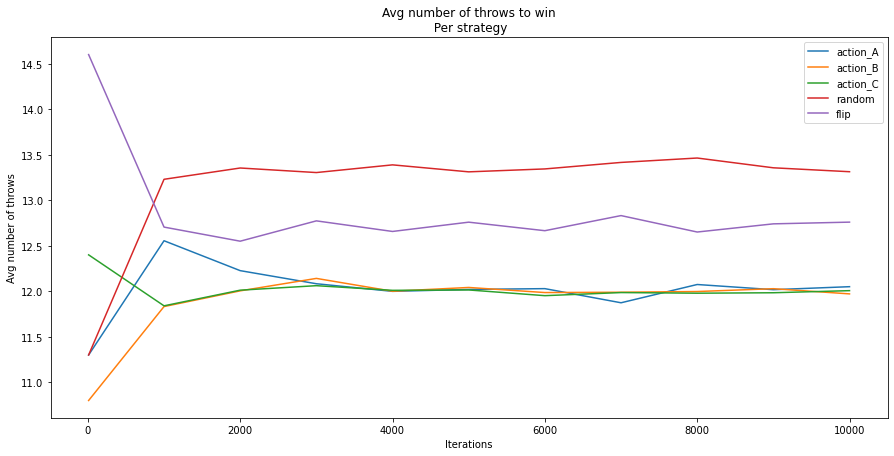 Avg number of throws to win
Per strategy
action_A
action_B
action_C
random
flip
Avg number of throws
14.5
14.0
13.5
13.0
12.5
12.0
11.5
11.0
0
2000
4000
6000
8000
10000
Iterations